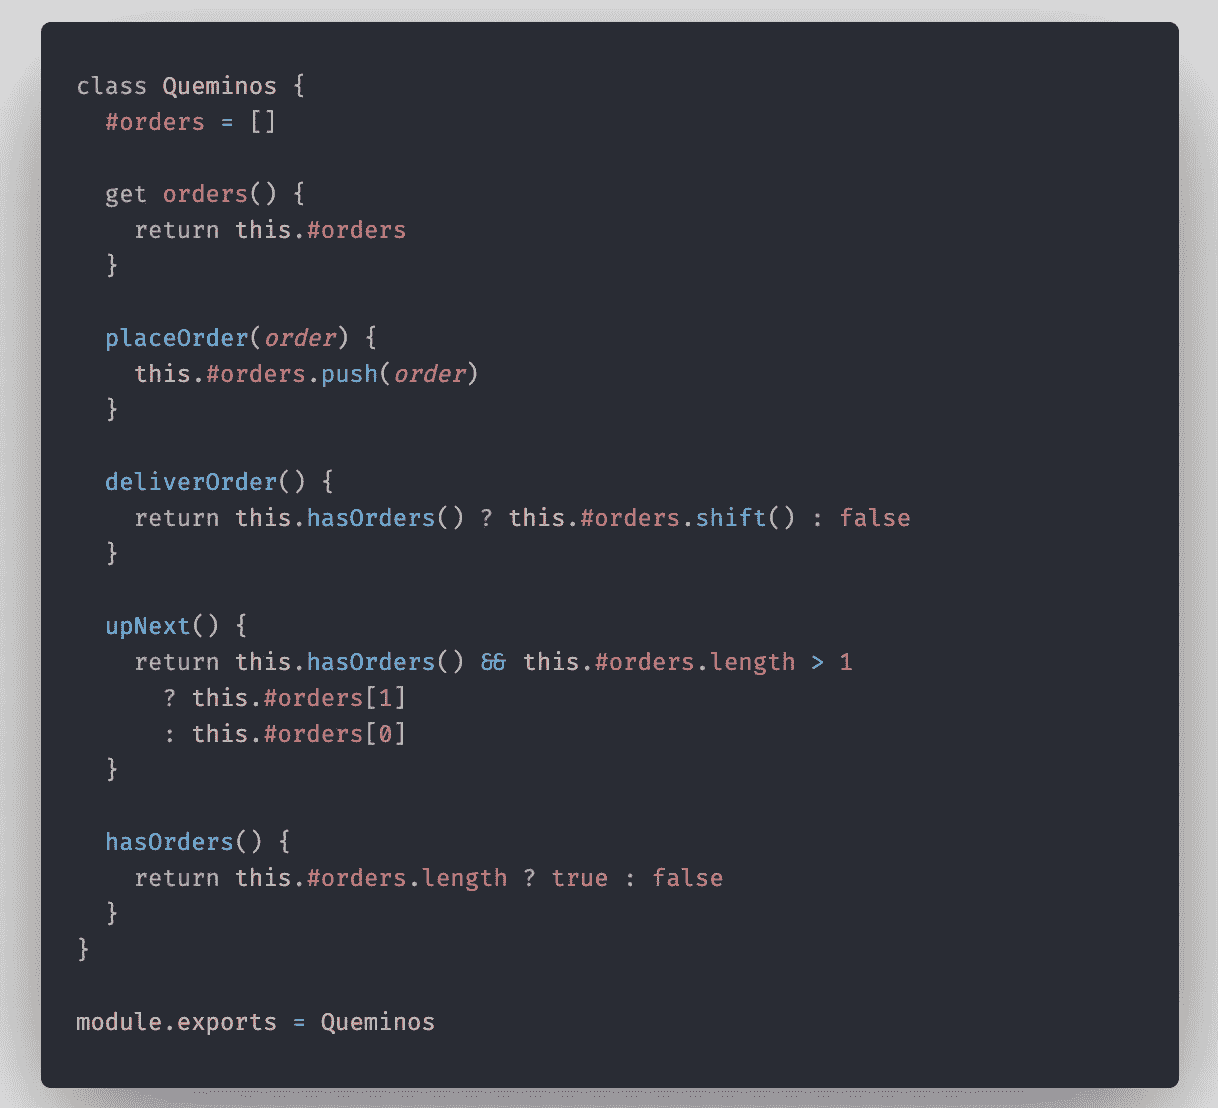 class Queminos {
  #orders = []

  get orders() {
    return this.#orders
  }

  placeOrder(order) {
    this.#orders.push(order)
  }

  deliverOrder() {
    return this.hasOrders() ? this.#orders.shift() : false
  }

  upNext() {
    return this.hasOrders() && this.#orders.length > 1
      ? this.#orders[1]
      : this.#orders[0]
  }

  hasOrders() {
    return this.#orders.length ? true : false
  }
}

module.exports = Queminos